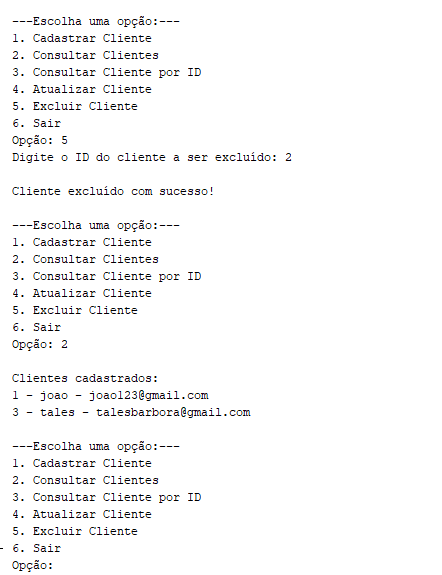 ---Escolha uma opção:---
1. Cadastrar Cliente
2. Consultar Clientes
3. Consultar Cliente por ID
4. Atualizar Cliente
5. Excluir Cliente
6. Sair
Opção: 5
Digite o ID do cliente a ser excluído: 2
Cliente excluído com sucesso!
---Escolha uma opção:---
1. Cadastrar Cliente
2. Consultar Clientes
3. Consultar Cliente por ID
4. Atualizar Cliente
5. Excluir Cliente
6. Sair
Opção: 2
Clientes cadastrados:
1 - joao - joao123@gmail.com
3 - tales - talesbarbora@gmail.com
---Escolha uma opção:---
1. Cadastrar Cliente
2. Consultar Clientes
3. Consultar Cliente por ID
4. Atualizar Cliente
5. Excluir Cliente
6. Sair
Opção: